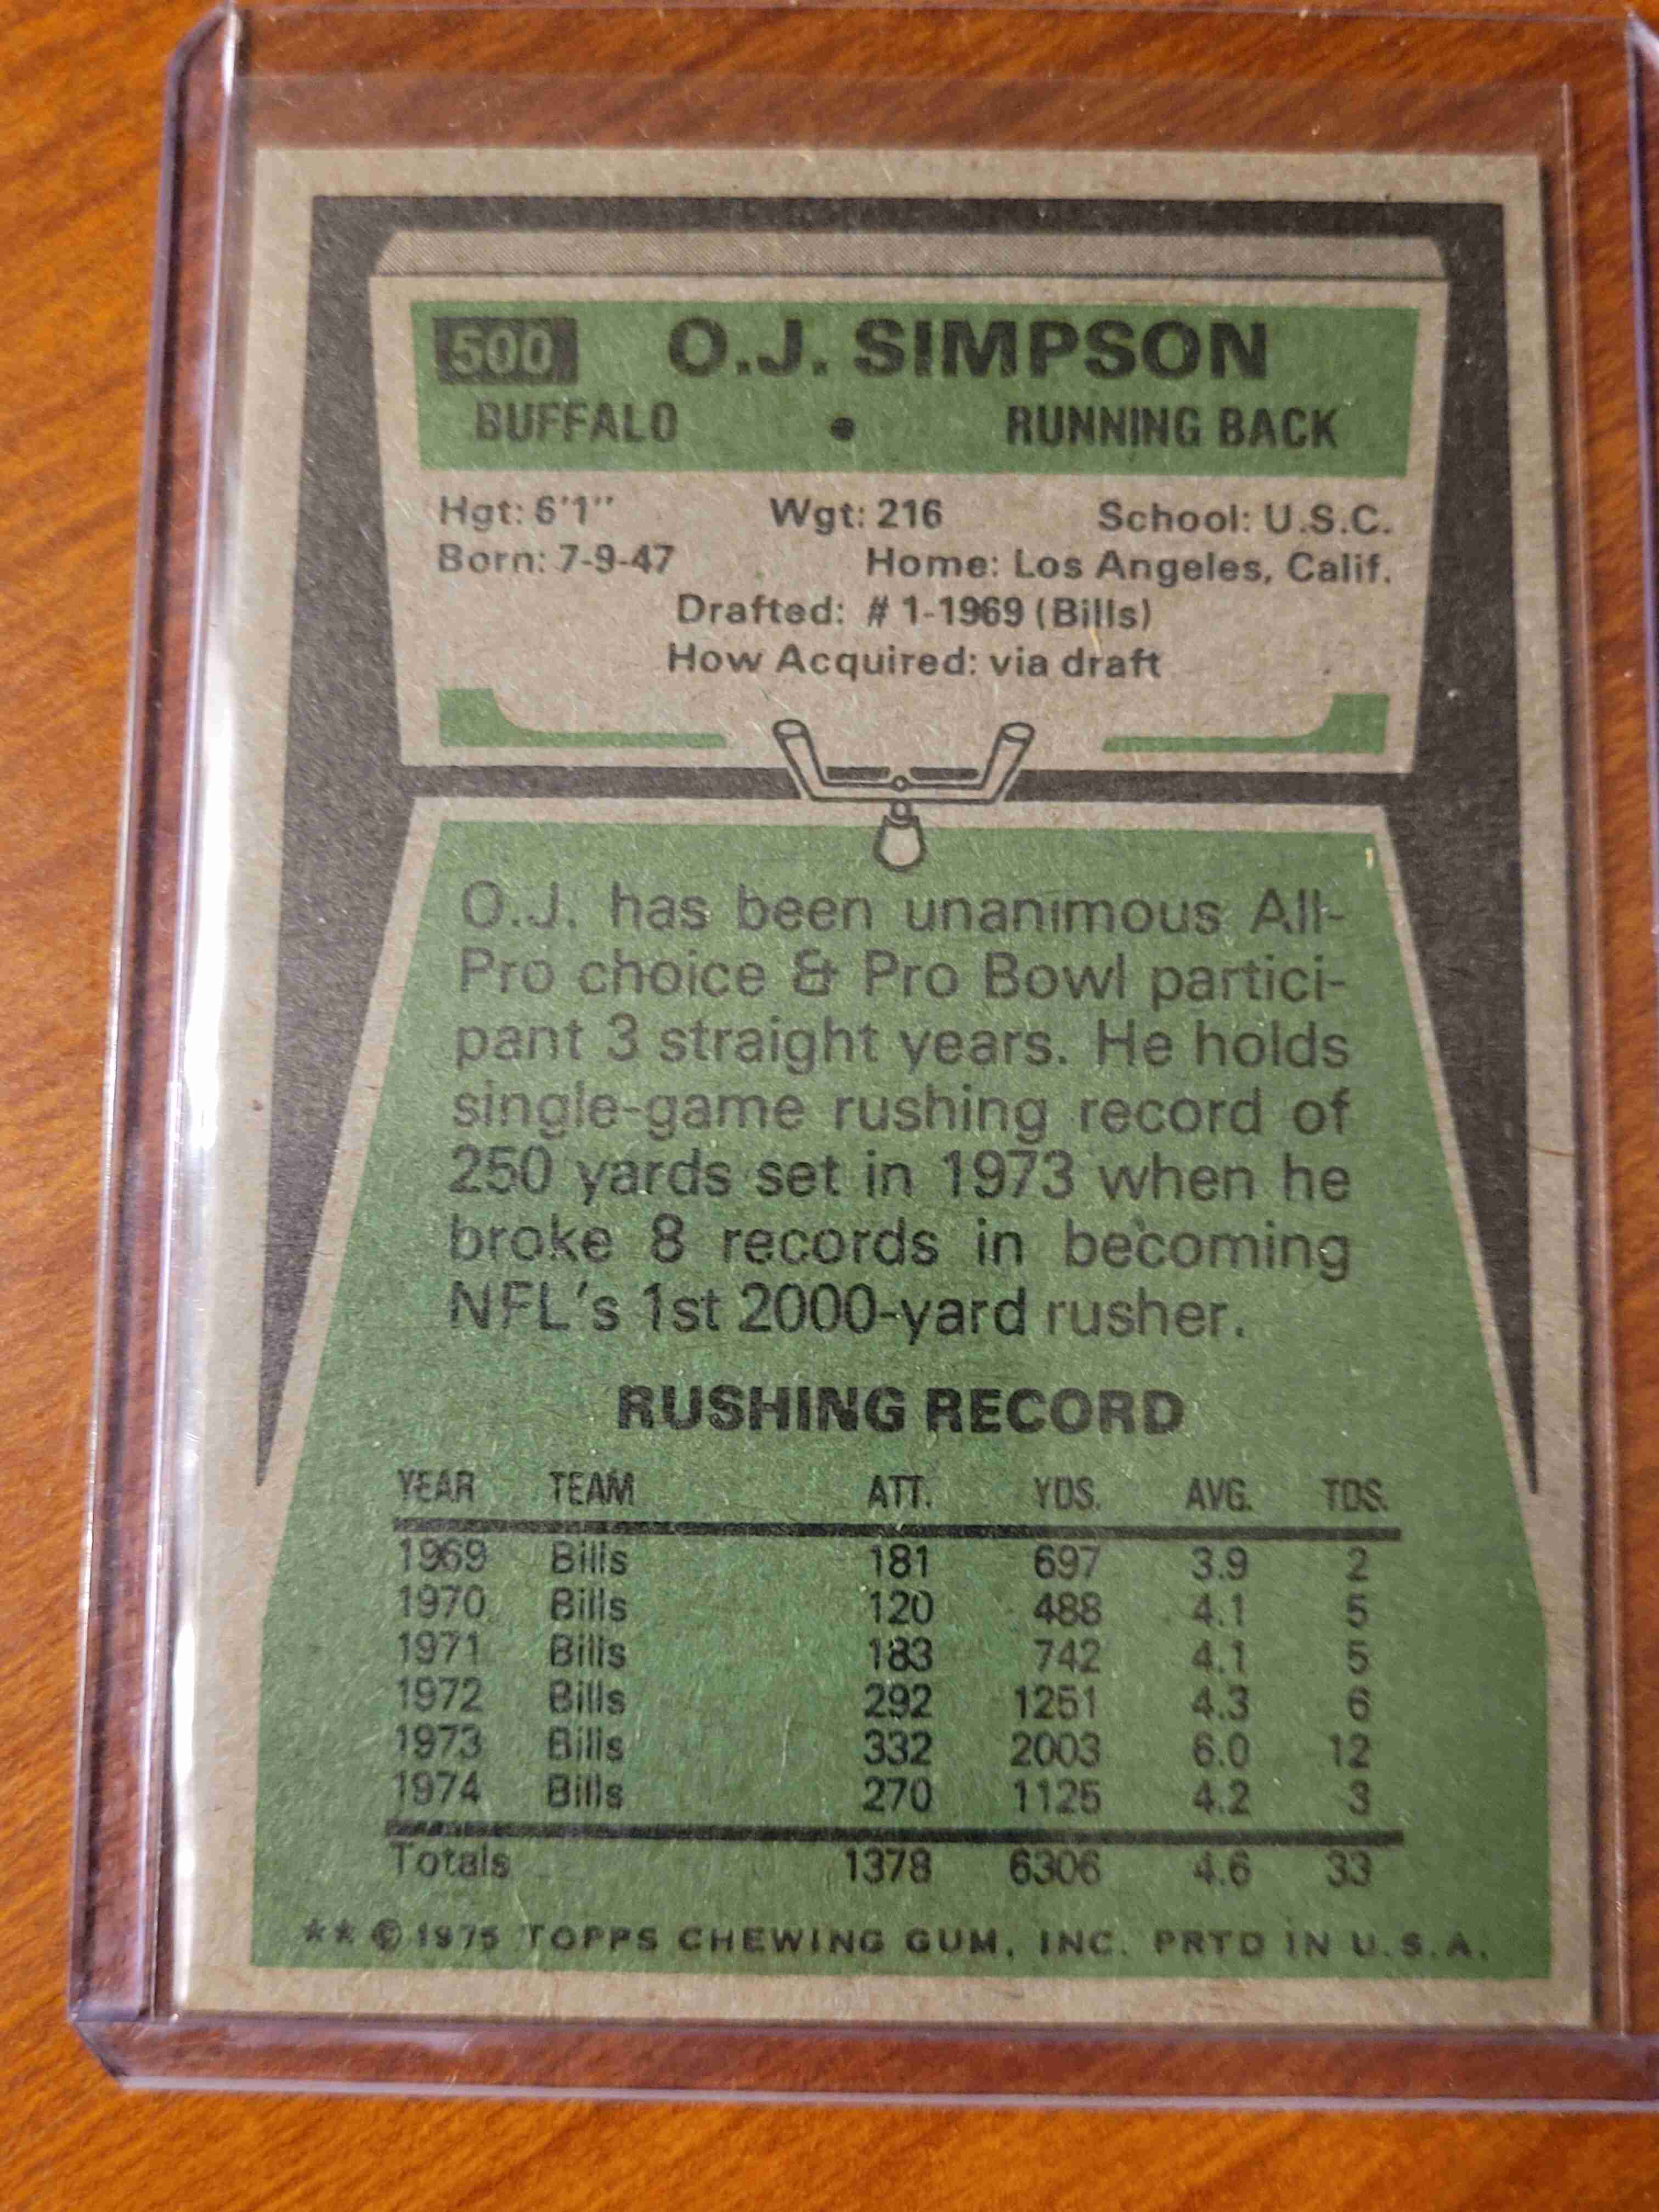 500 O.J. SIMPSON
BUFFALO • RUNNING BACK
Hgt: 6'1" Wgt: 216 School: U.S.C.
Born: 7-9-47 Home: Los Angeles, Calif.
Drafted: # 1-1969 (Bills)
How Acquired: via draft
O.J. has been unanimous All-
Pro choice & Pro Bowl partici-
pant 3 straight years. He holds
single-game rushing record of
250 yards set in 1973 when he
broke 8 records in becoming
NFL's 1st 2000-yard rusher.
RUSHING RECORD
YEAR TEAM ATT. YDS. AVG. TDS.
1969 Bills 181 697 3.9 2
1970 Bills 120 488 4.1 5
1971 Bills 183 742 4.1 5
1972 Bills 292 1251 4.3 6
1973 Bills 332 2003 6.0 12
1974 Bills 270 1125 4.2 3
Totals 1378 6306 4.6 33
** © 1975 TOPPS CHEWING GUM, INC. PRTD IN U.S.A.